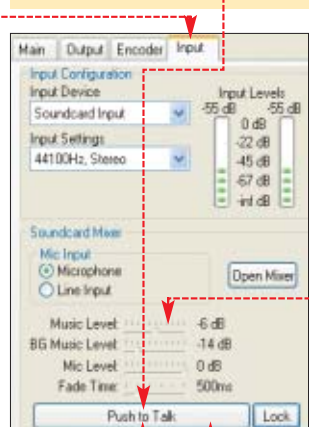 Main Output Encoder Input
Input Configuration
Input Device
Soundcard Input
Input Settings
44100Hz, Stereo
Input Levels
-55 dB -55 dB
0 dB
-22 dB
-45 dB
-67 dB
-inf dB
Soundcard Mixer
Mic Input
Microphone
Line Input
Open Mixer
Music Level: -6 dB
BG Music Level: -14 dB
Mic Level: 0 dB
Fade Time: 500ms
Push to Talk Lock